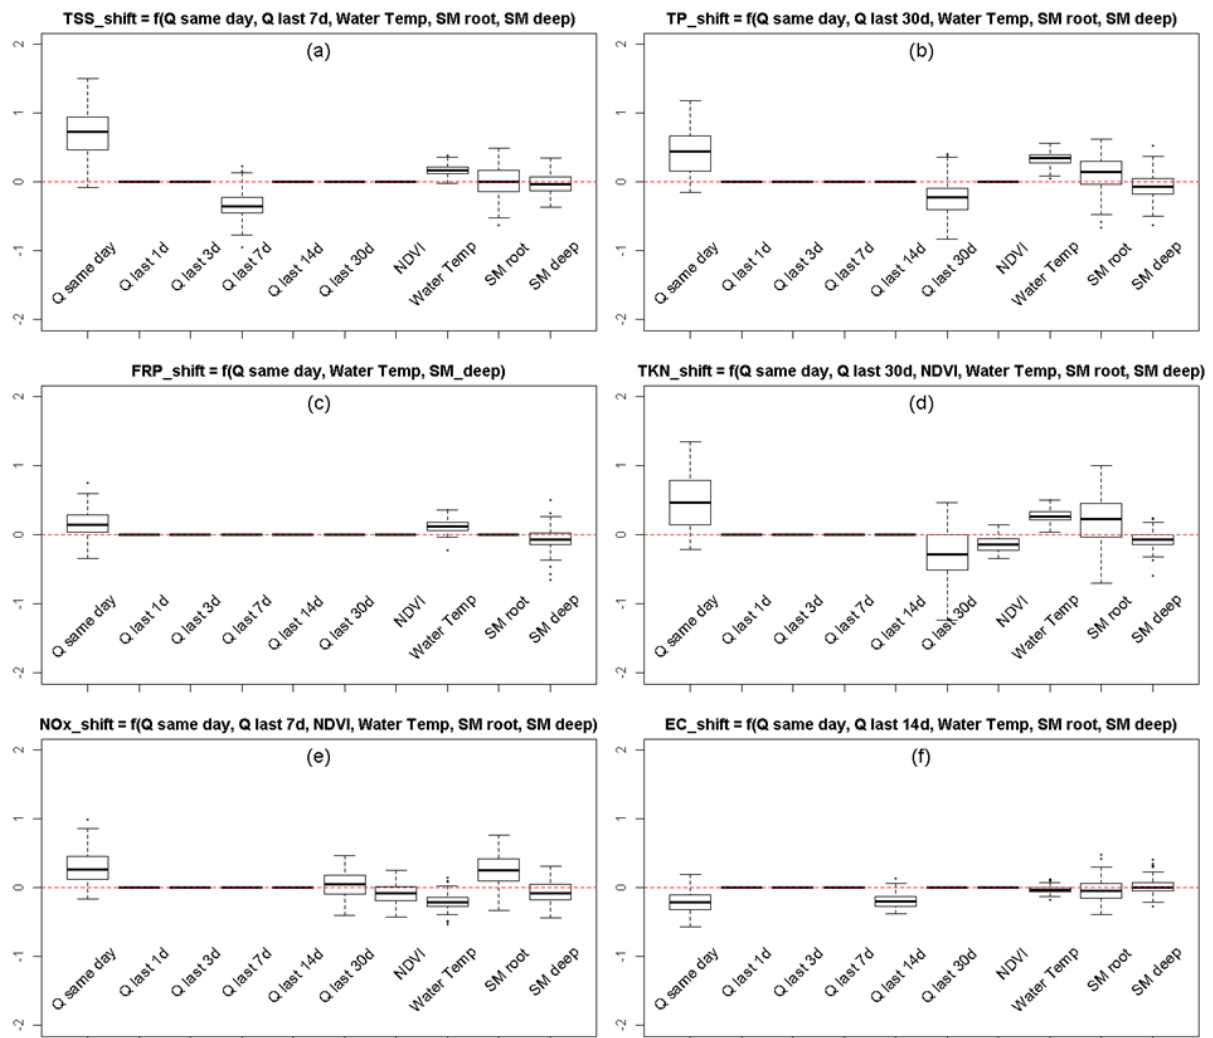 TSS_shift = f(Q same day, Q last 7d, Water Temp, SM root, SM deep)
(a)
2
1
0
-1
-2
Q same day
Q last 1d
Q last 3d
Q last 7d
Q last 14d
Q last 30d
NDVI
Water Temp
SM root
SM deep
TP_shift = f(Q same day, Q last 30d, Water Temp, SM root, SM deep)
(b)
2
1
0
-1
-2
Q same day
Q last 1d
Q last 3d
Q last 7d
Q last 14d
Q last 30d
NDVI
Water Temp
SM root
SM deep
FRP_shift = f(Q same day, Water Temp, SM_deep)
(c)
2
1
0
-1
-2
Q same day
Q last 1d
Q last 3d
Q last 7d
Q last 14d
Q last 30d
NDVI
Water Temp
SM root
SM deep
TKN_shift = f(Q same day, Q last 30d, NDVI, Water Temp, SM root, SM deep)
(d)
2
1
0
-1
-2
Q same day
Q last 1d
Q last 3d
Q last 7d
Q last 14d
Q last 30d
NDVI
Water Temp
SM root
SM deep
NOx_shift = f(Q same day, Q last 7d, NDVI, Water Temp, SM root, SM deep)
(e)
2
1
0
-1
-2
Q same day
Q last 1d
Q last 3d
Q last 7d
Q last 14d
Q last 30d
NDVI
Water Temp
SM root
SM deep
EC_shift = f(Q same day, Q last 14d, Water Temp, SM root, SM deep)
(f)
2
1
0
-1
-2
Q same day
Q last 1d
Q last 3d
Q last 7d
Q last 14d
Q last 30d
NDVI
Water Temp
SM root
SM deep